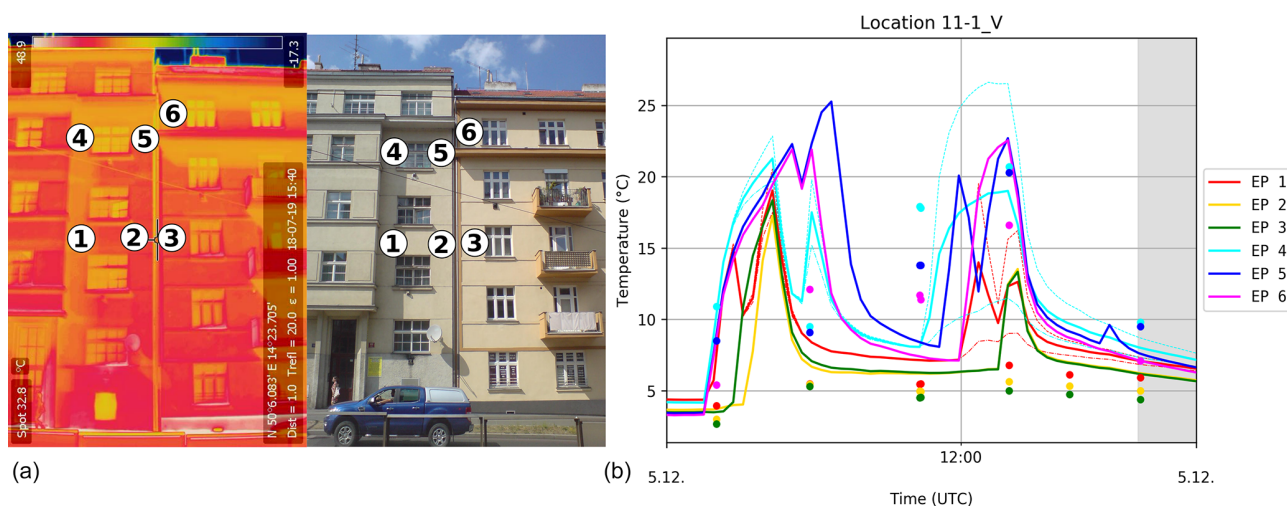 48.9
-17.3
4
5
6
1
2
3
Spot 32.8 °C
N 50°6.083' E 14°23.705'
Dist = 1.0 Trefl = 20.0 ε = 1.00 18-07-19 15:40
4
5
6
1
2
3
(a)
(b)
Location 11-1_V
Temperature (°C)
25
20
15
10
5
12:00
5.12.
5.12.
Time (UTC)
EP 1
EP 2
EP 3
EP 4
EP 5
EP 6